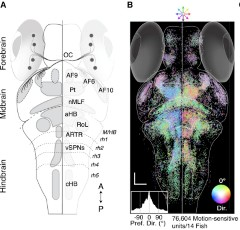 A
B
C
Forebrain
Midbrain
Hindbrain
OC
AF9
AF6
Pt
AF10
nMLF
aHB
M/HB
RoL
rh1
ARTR
rh2
vSPNs
rh3
rh4
cHB
rh6
A
P
0°
Dir.
-90 0 90
Pref. Dir. (°)
76,604 Motion-sensitive
units/14 Fish